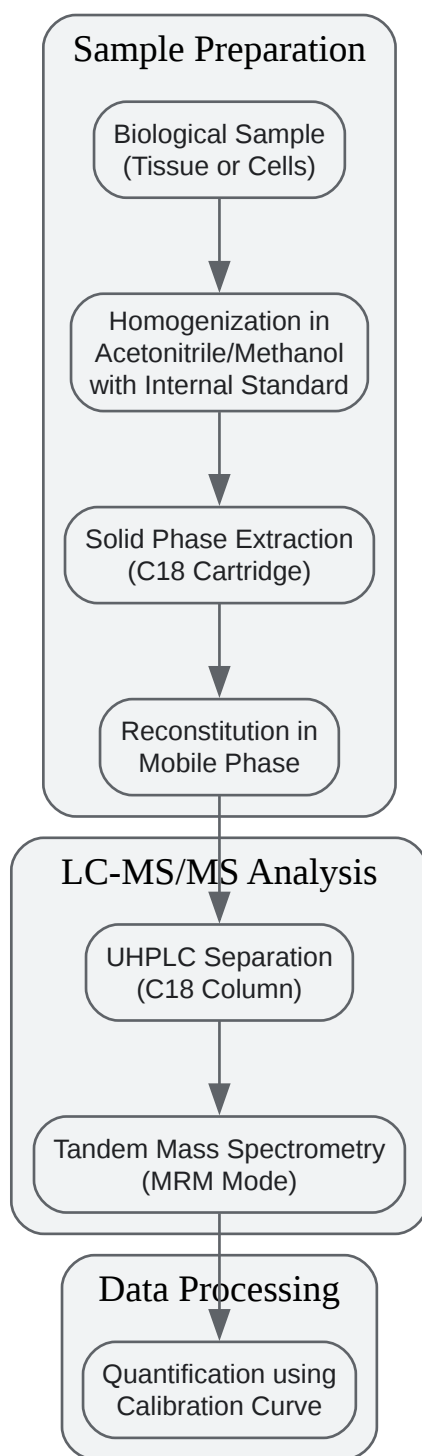 Sample Preparation
Biological Sample
(Tissue or Cells)
Homogenization in
Acetonitrile/Methanol
with Internal Standard
Solid Phase Extraction
(C18 Cartridge)
Reconstitution in
Mobile Phase
LC-MS/MS Analysis
UHPLC Separation
(C18 Column)
Tandem Mass Spectrometry
(MRM Mode)
Data Processing
Quantification using
Calibration Curve